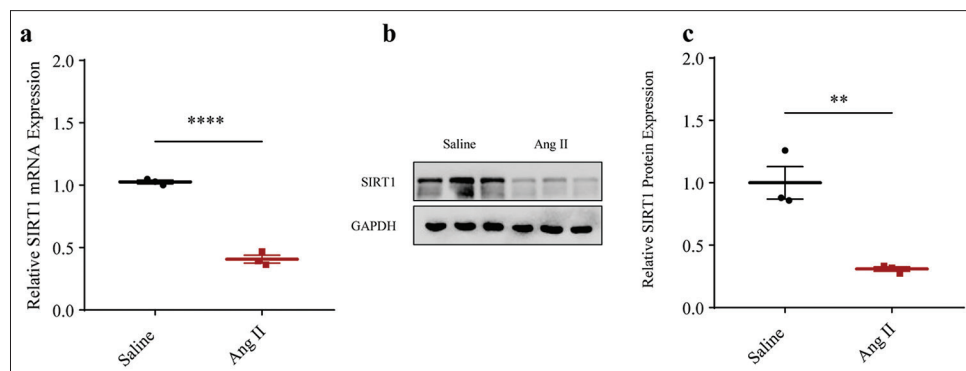 a
Relative SIRT1 mRNA Expression
2.0
1.5
1.0
0.5
0.0
****
Saline
Ang II
b
Saline Ang II
SIRT1
GAPDH
c
Relative SIRT1 Protein Expression
2.0
1.5
1.0
0.5
0.0
**
Saline
Ang II